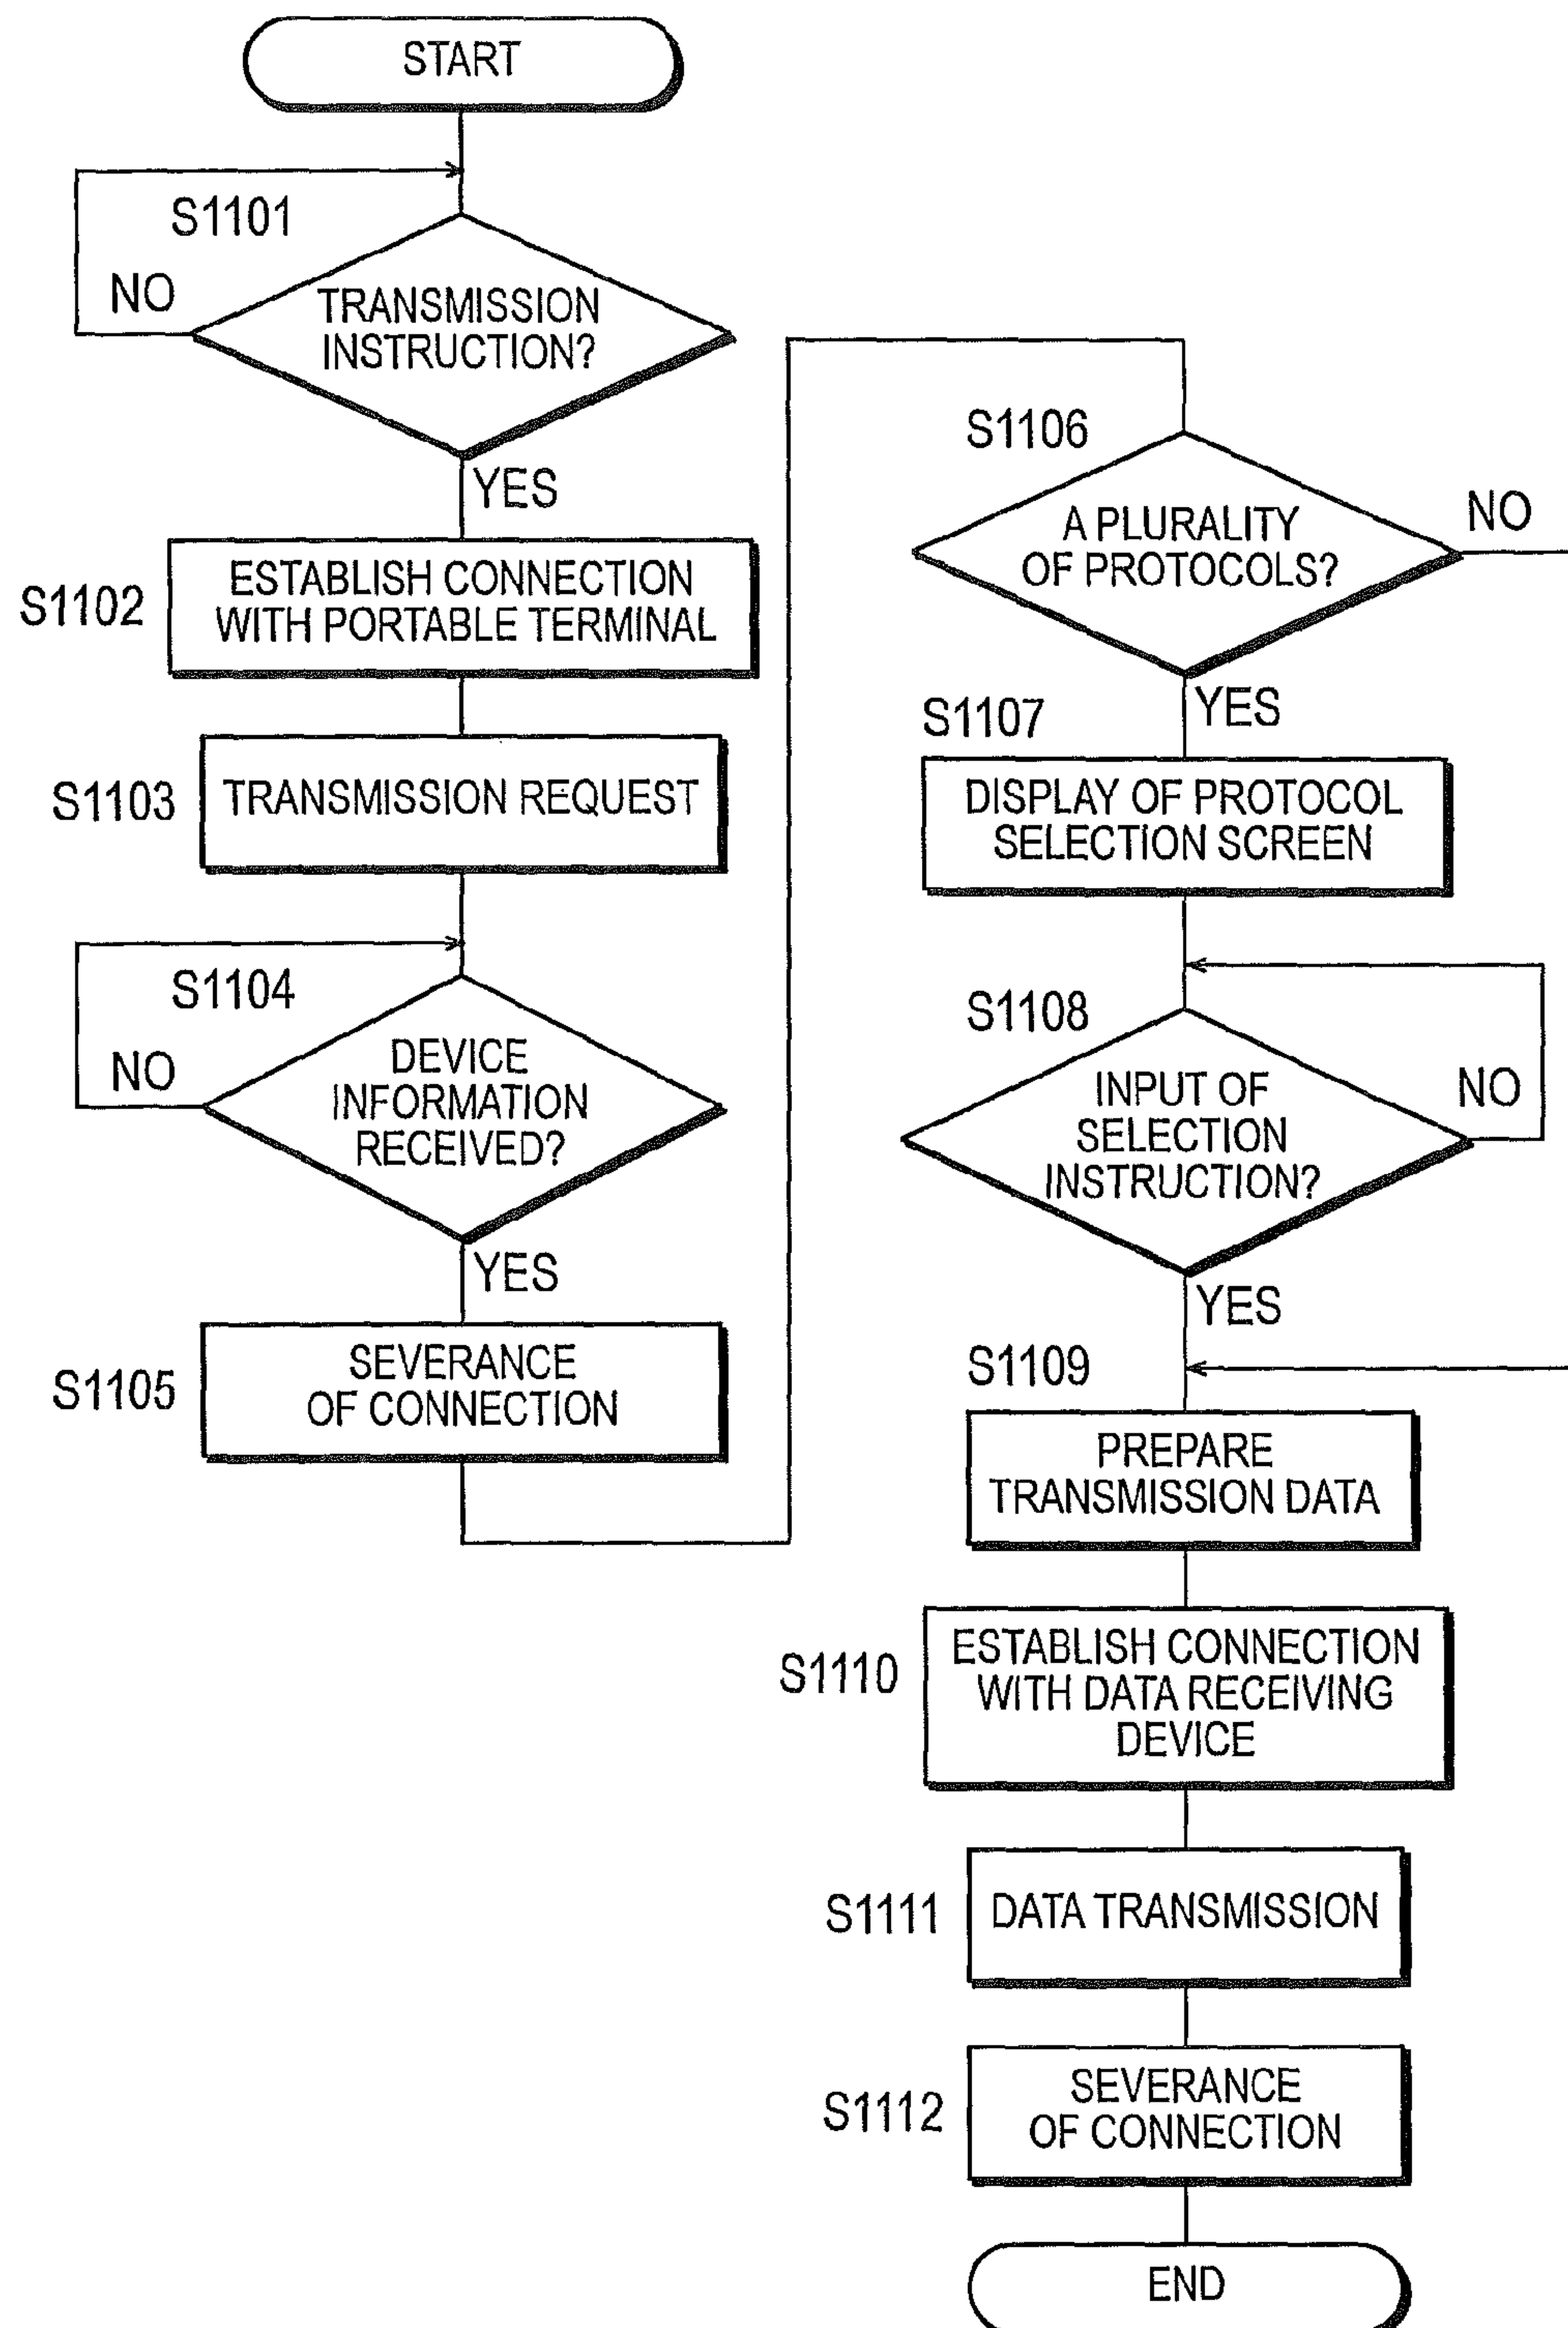 START
S1101
NO
TRANSMISSION
INSTRUCTION?
YES
S1102
ESTABLISH CONNECTION
WITH PORTABLE TERMINAL
S1103
TRANSMISSION REQUEST
S1104
NO
DEVICE
INFORMATION
RECEIVED?
YES
S1105
SEVERANCE
OF CONNECTION
S1106
A PLURALITY
OF PROTOCOLS?
NO
YES
S1107
DISPLAY OF PROTOCOL
SELECTION SCREEN
S1108
INPUT OF
SELECTION
INSTRUCTION?
NO
YES
S1109
PREPARE
TRANSMISSION DATA
S1110
ESTABLISH CONNECTION
WITH DATA RECEIVING
DEVICE
S1111
DATA TRANSMISSION
S1112
SEVERANCE
OF CONNECTION
END